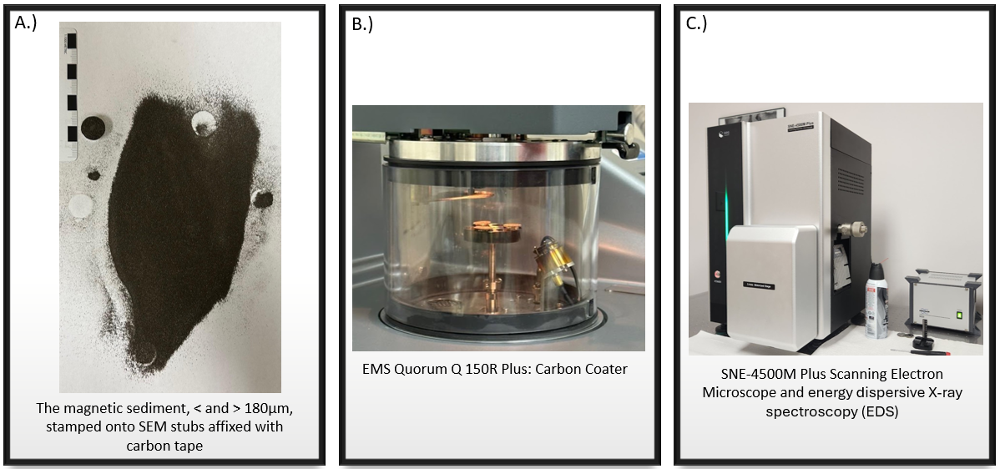 A.)
The magnetic sediment, < and > 180µm,
stamped onto SEM stubs affixed with
carbon tape
B.)
EMS Quorum Q 150R Plus: Carbon Coater
C.)
SNE-4500M Plus
SNE-4500M Plus Scanning Electron
Microscope and energy dispersive X-ray
spectroscopy (EDS)